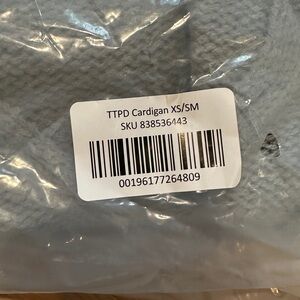 TTPD Cardigan XS/SM
SKU 838536443
00196177264809